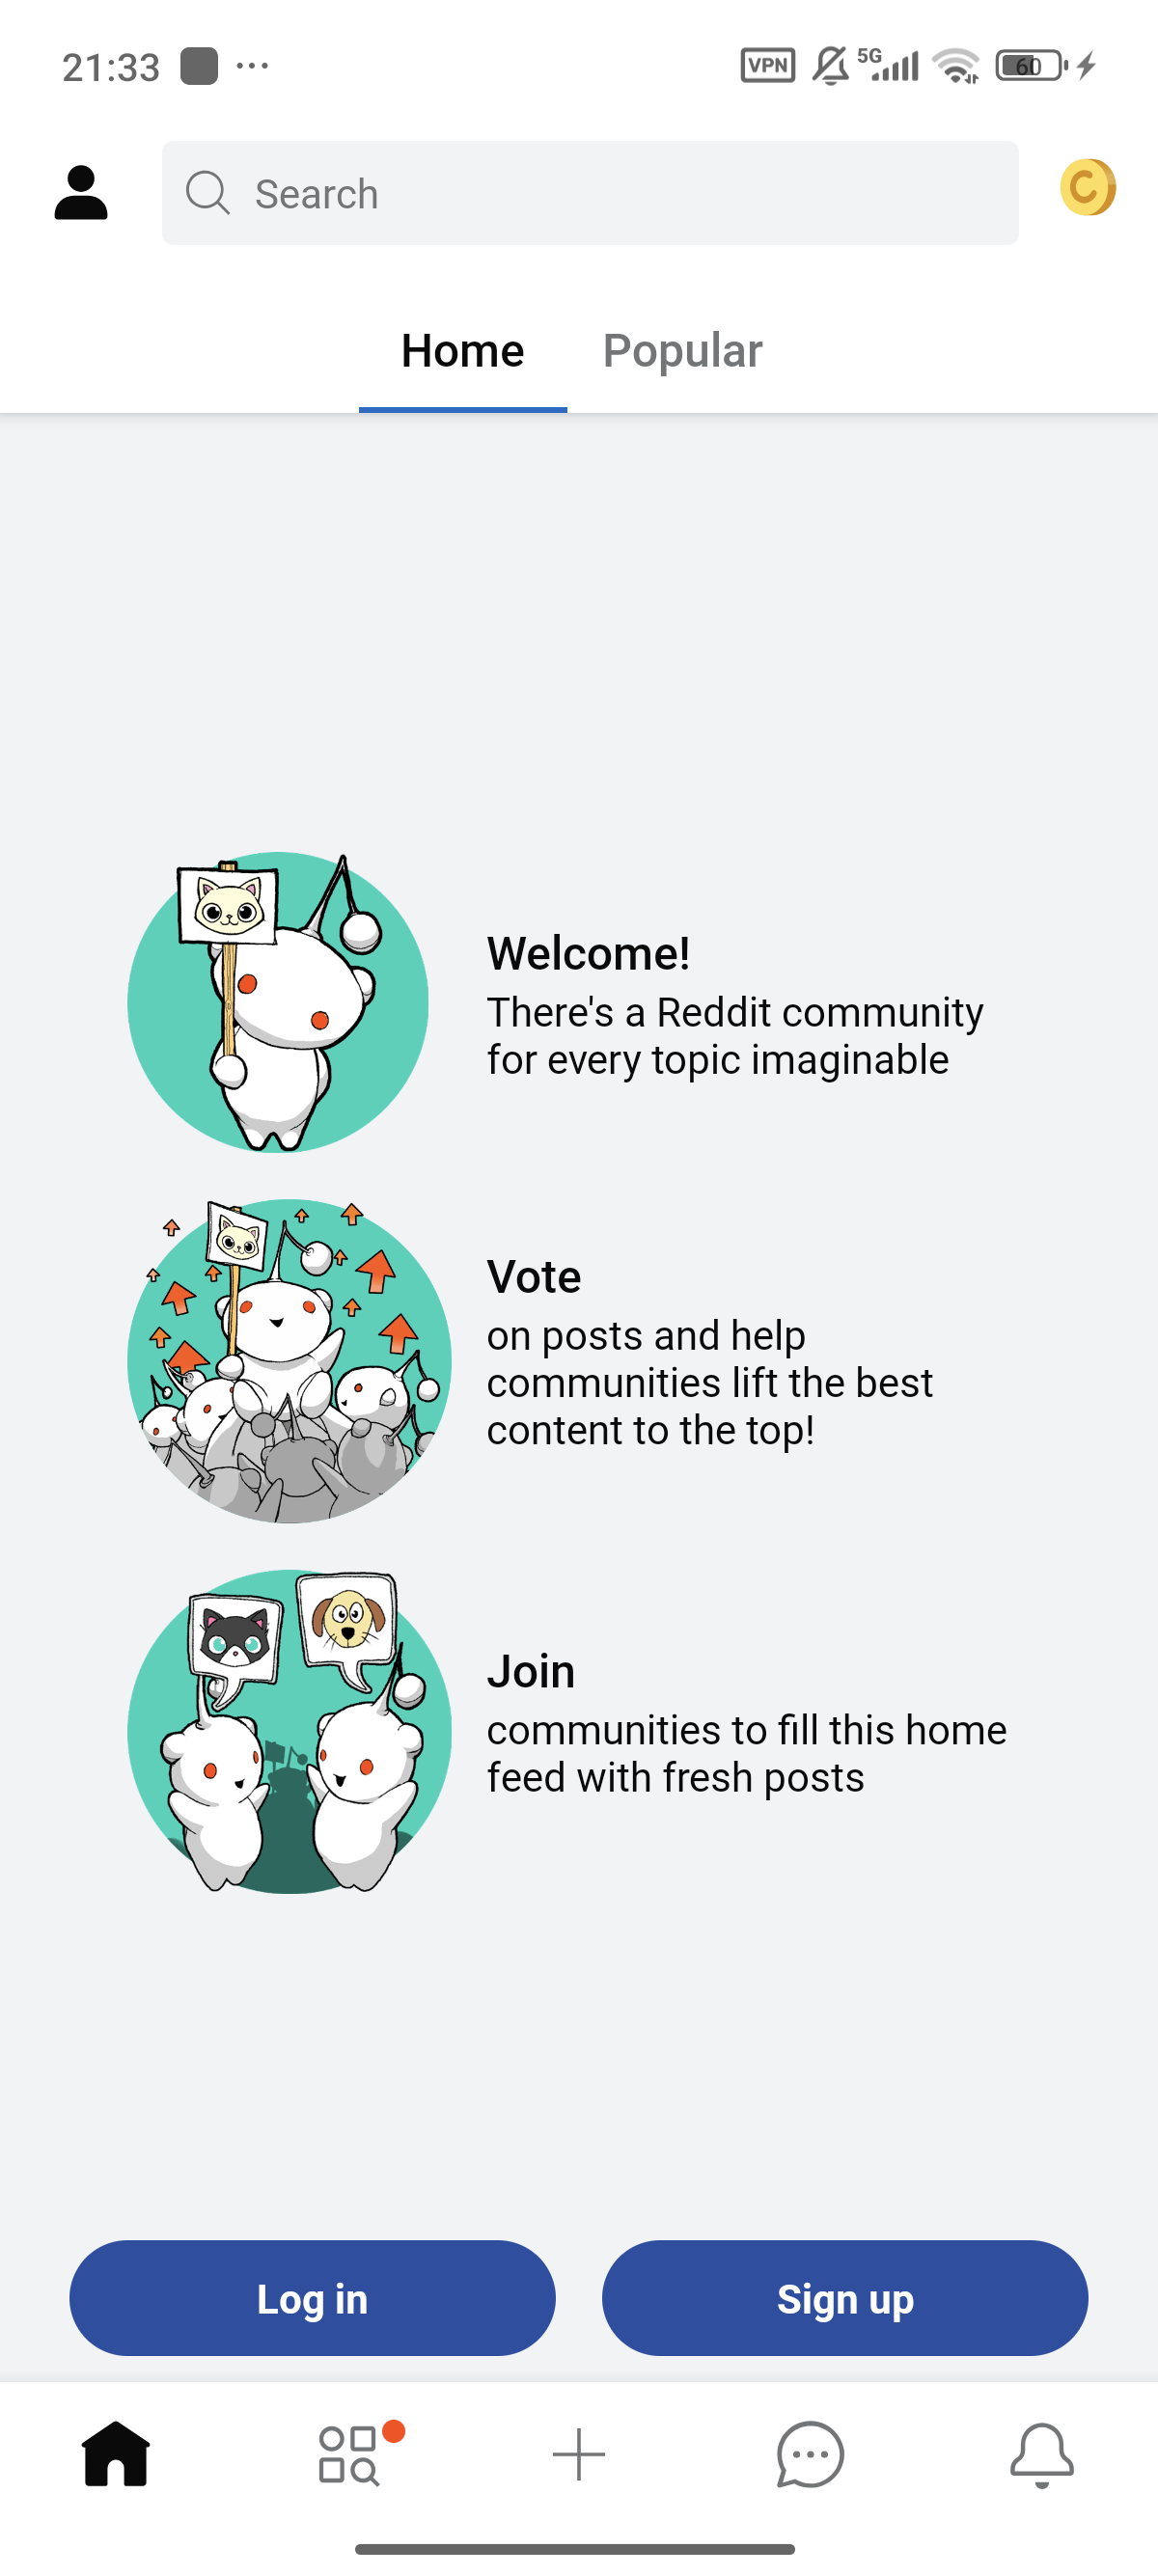 21:33
VPN
5G
60
Search
Home
Popular
Welcome!
There's a Reddit community
for every topic imaginable
Vote
on posts and help
communities lift the best
content to the top!
Join
communities to fill this home
feed with fresh posts
Log in
Sign up